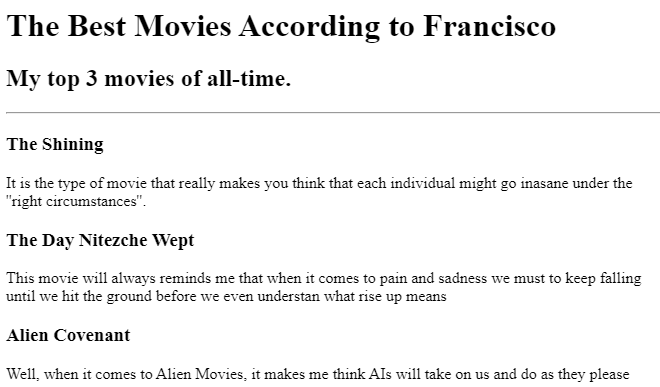 The Best Movies According to Francisco
My top 3 movies of all-time.
The Shining
It is the type of movie that really makes you think that each individual might go inasane under the
"right circumstances".
The Day Nitezche Wept
This movie will always reminds me that when it comes to pain and sadness we must to keep falling
until we hit the ground before we even understan what rise up means
Alien Covenant
Well, when it comes to Alien Movies, it makes me think AIs will take on us and do as they please